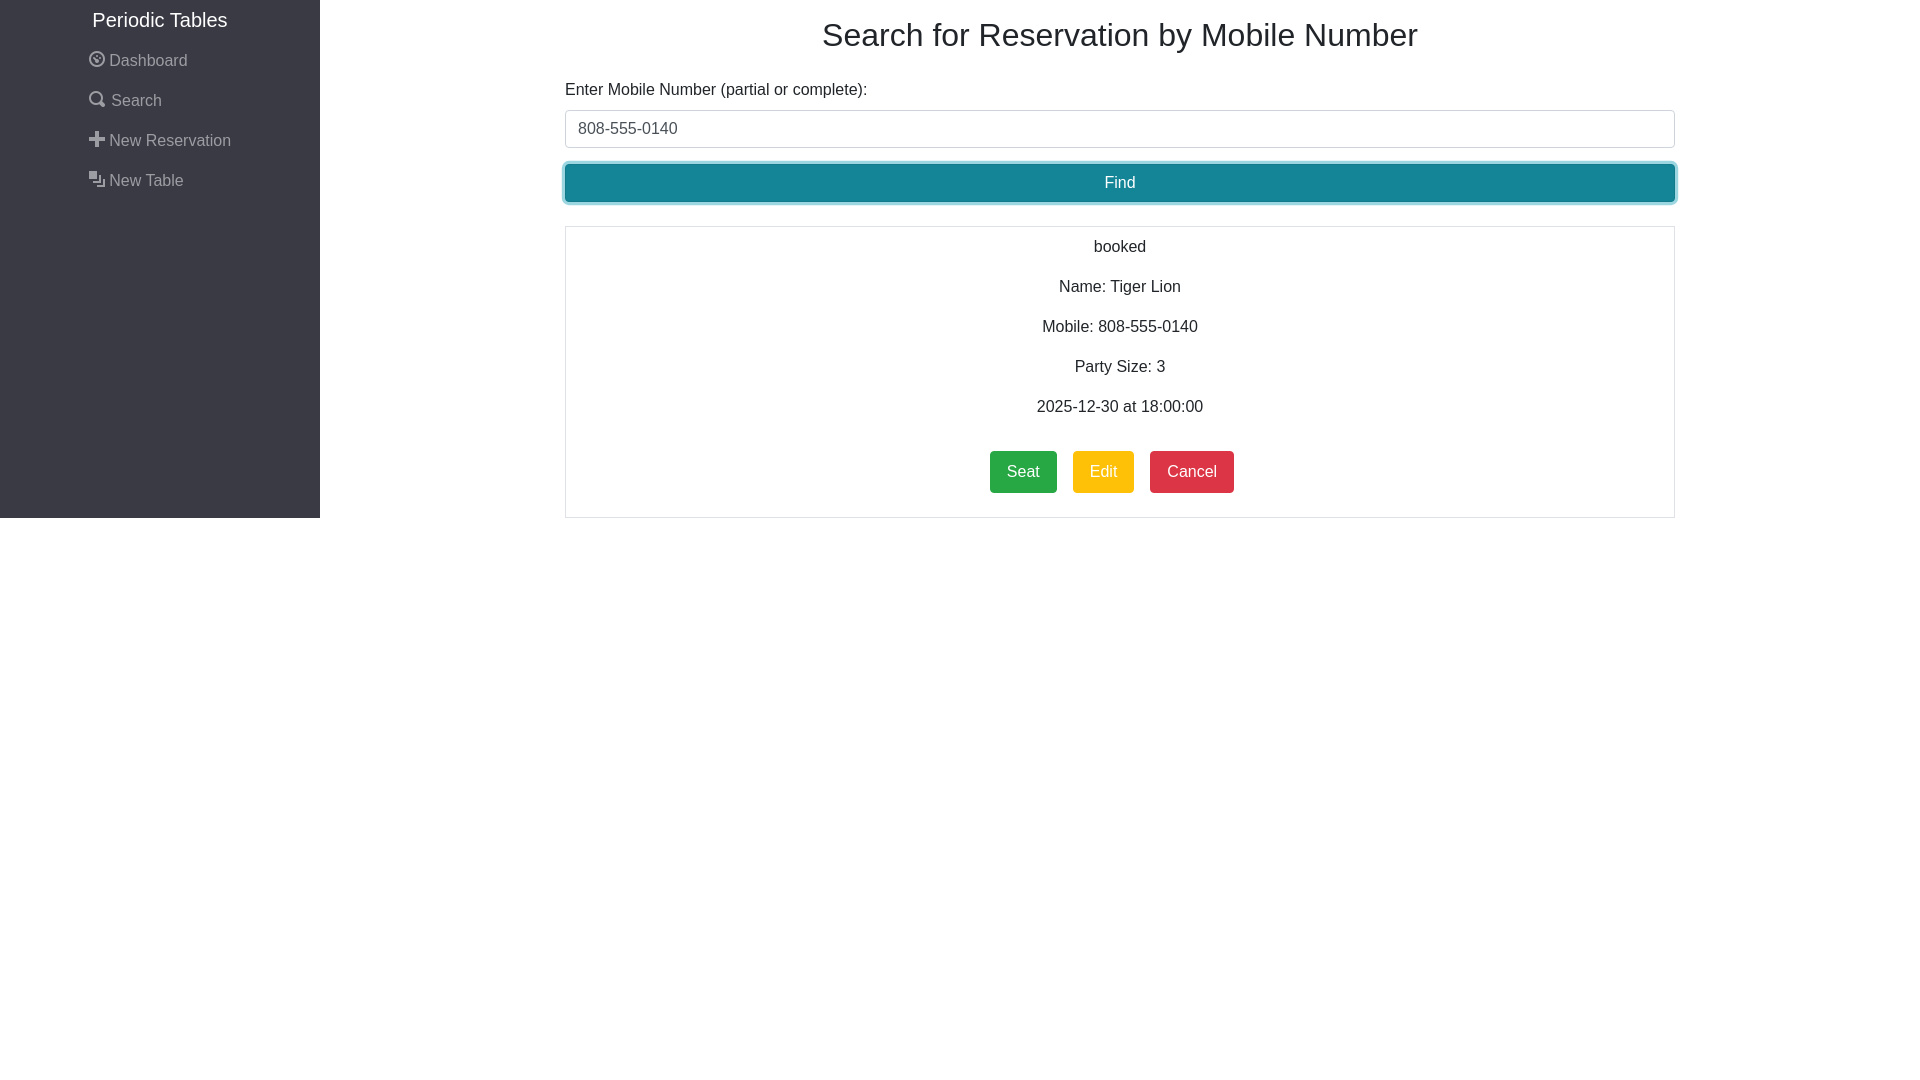 Periodic Tables
Dashboard
Search
New Reservation
New Table
Search for Reservation by Mobile Number
Enter Mobile Number (partial or complete):
808-555-0140
Find
booked
Name: Tiger Lion
Mobile: 808-555-0140
Party Size: 3
2025-12-30 at 18:00:00
Seat Edit Cancel